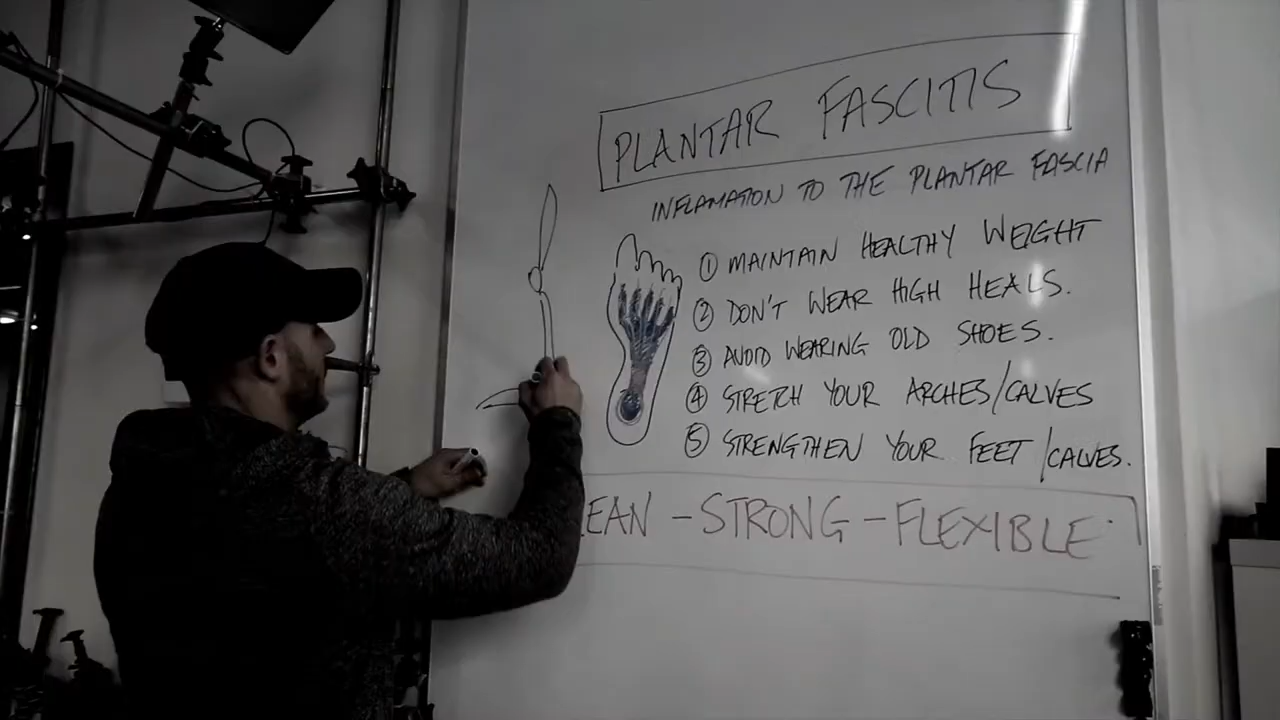 PLANTAR FASCITIS
INFLAMATION TO THE PLANTAR FASCIA
① MAINTAIN HEALTHY WEIGHT
② DON'T WEAR HIGH HEALS.
③ AVOID WEARING OLD SHOES.
④ STRETCH YOUR ARCHES/CALVES
⑤ STRENGTHEN YOUR FEET/CALVES.
EAN - STRONG - FLEXIBLE